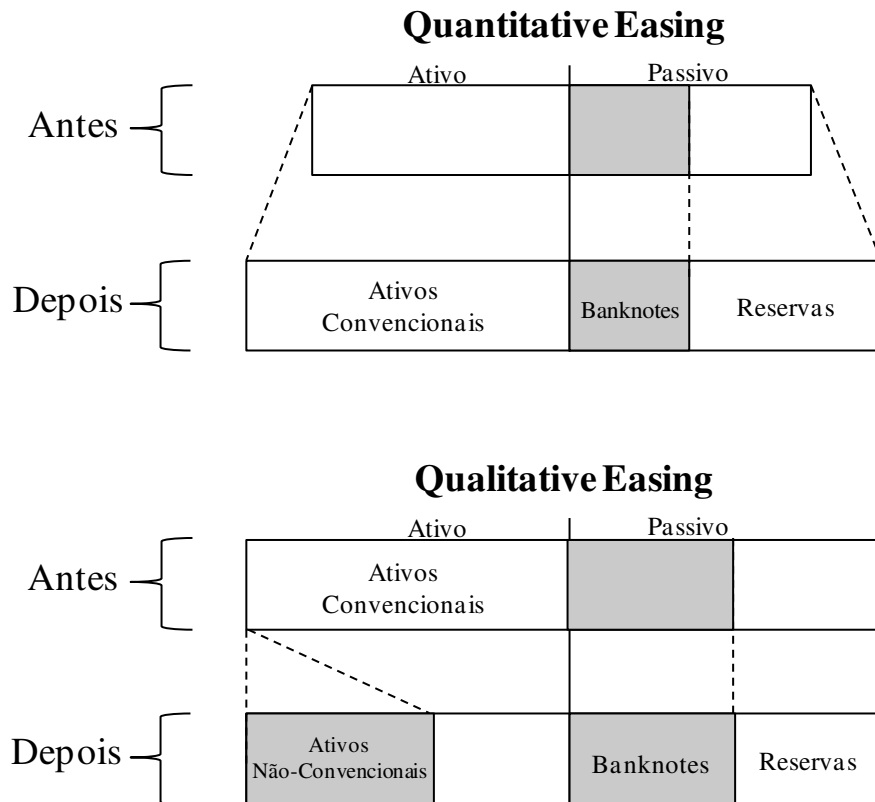 Quantitative Easing
Ativo Passivo
Antes
Depois
Ativos
Convencionais
Banknotes
Reservas
Qualitative Easing
Ativo Passivo
Antes
Ativos
Convencionais
Depois
Ativos
Não-Convencionais
Banknotes
Reservas